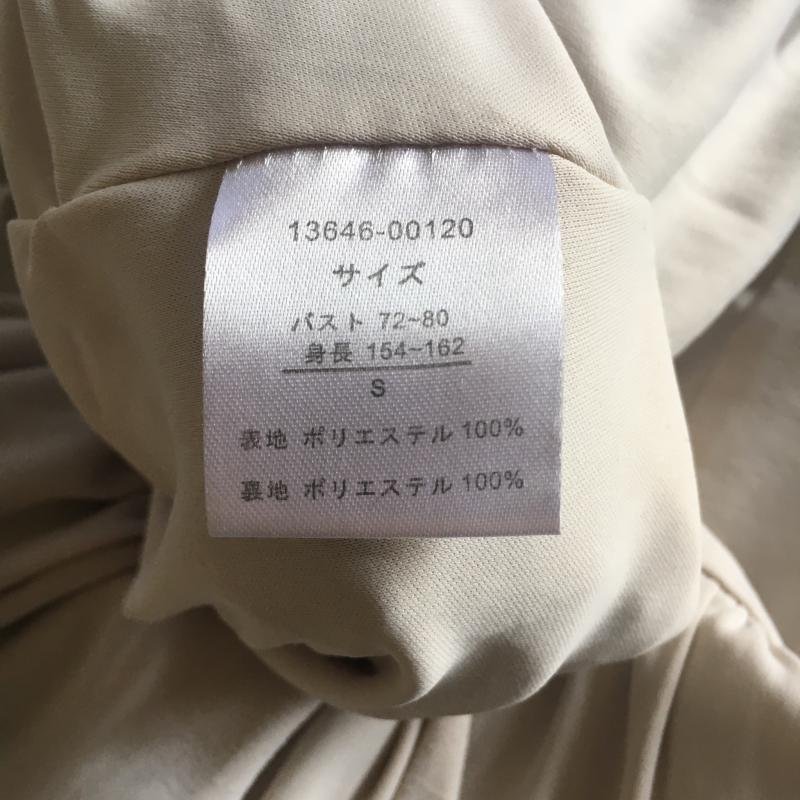 13646-00120
サイズ
バスト 72~80
身長 154~162
S
表地 ポリエステル 100%
裏地 ポリエステル 100%